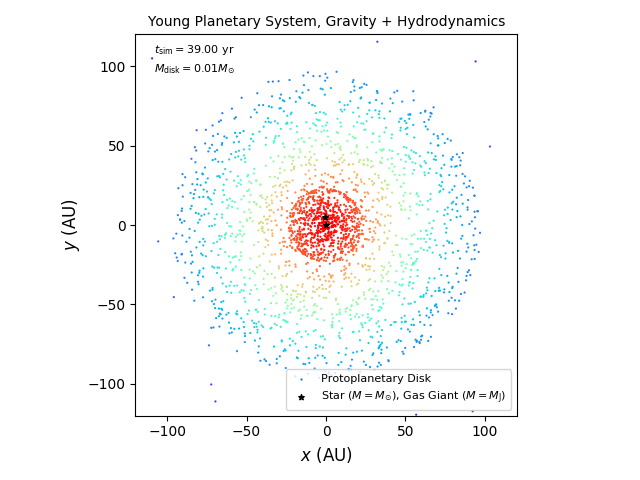 Young Planetary System, Gravity + Hydrodynamics
t_sim = 39.00 yr
M_disk = 0.01M_⊙
100
50
0
−50
−100
y (AU)
Protoplanetary Disk
Star (M = M_⊙), Gas Giant (M = M_J)
−100 −50 0 50 100
x (AU)